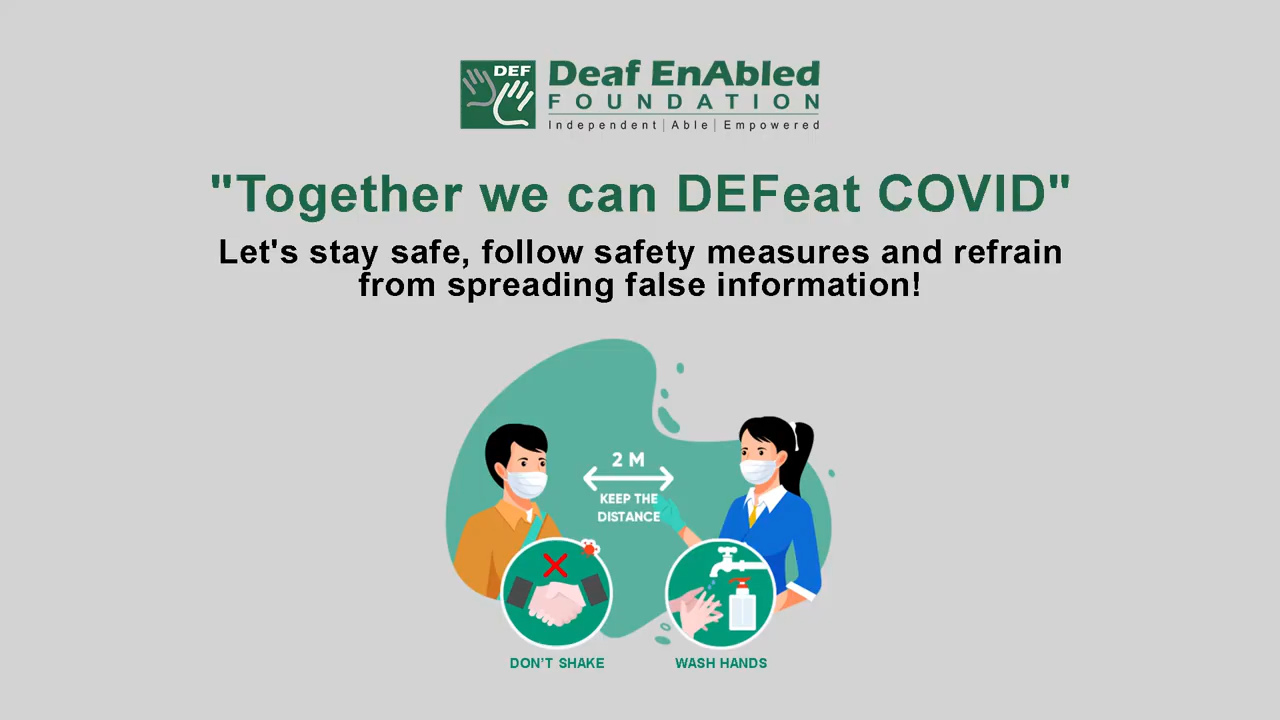 DEF
Deaf EnAbled
FOUNDATION
Independent | Able | Empowered
"Together we can DEFeat COVID"
Let's stay safe, follow safety measures and refrain
from spreading false information!
2 M
KEEP THE
DISTANCE
DON'T SHAKE
WASH HANDS